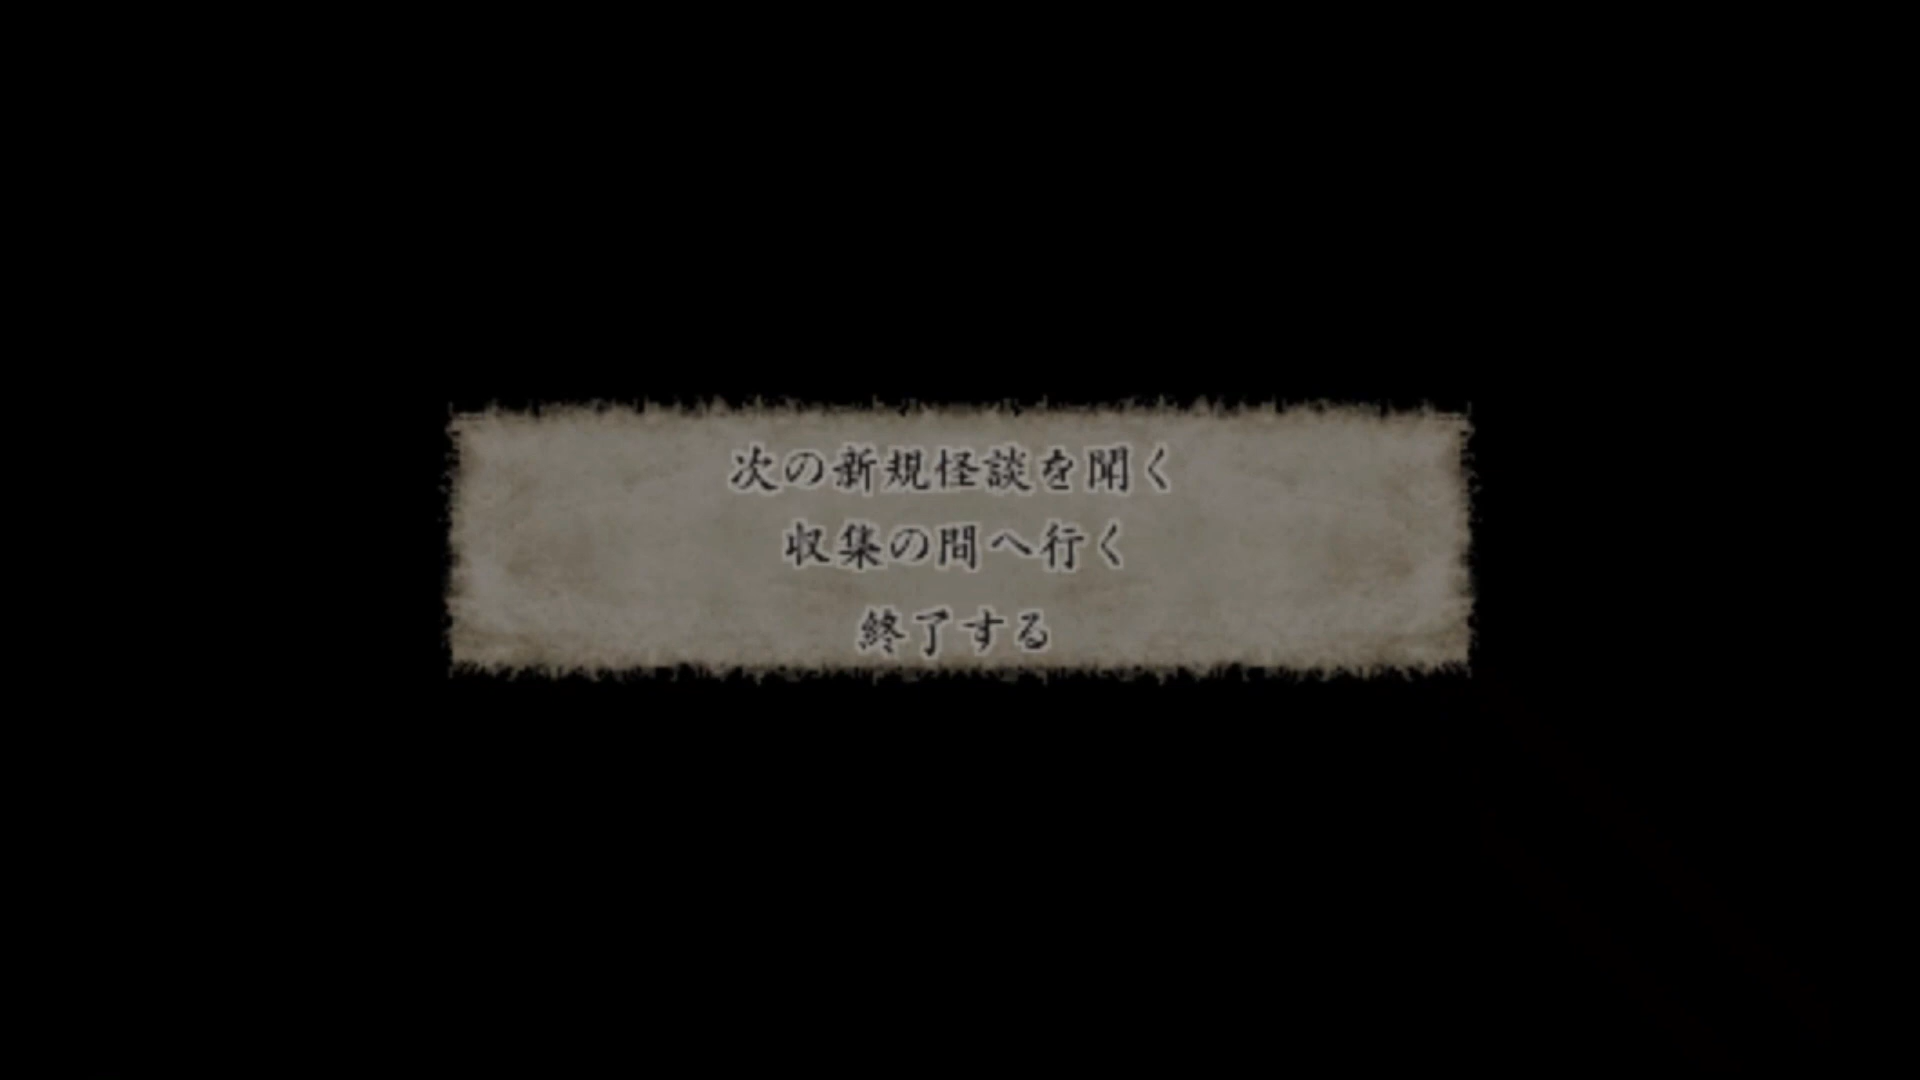 次の新規怪談を聞く
収集の間へ行く
終了する